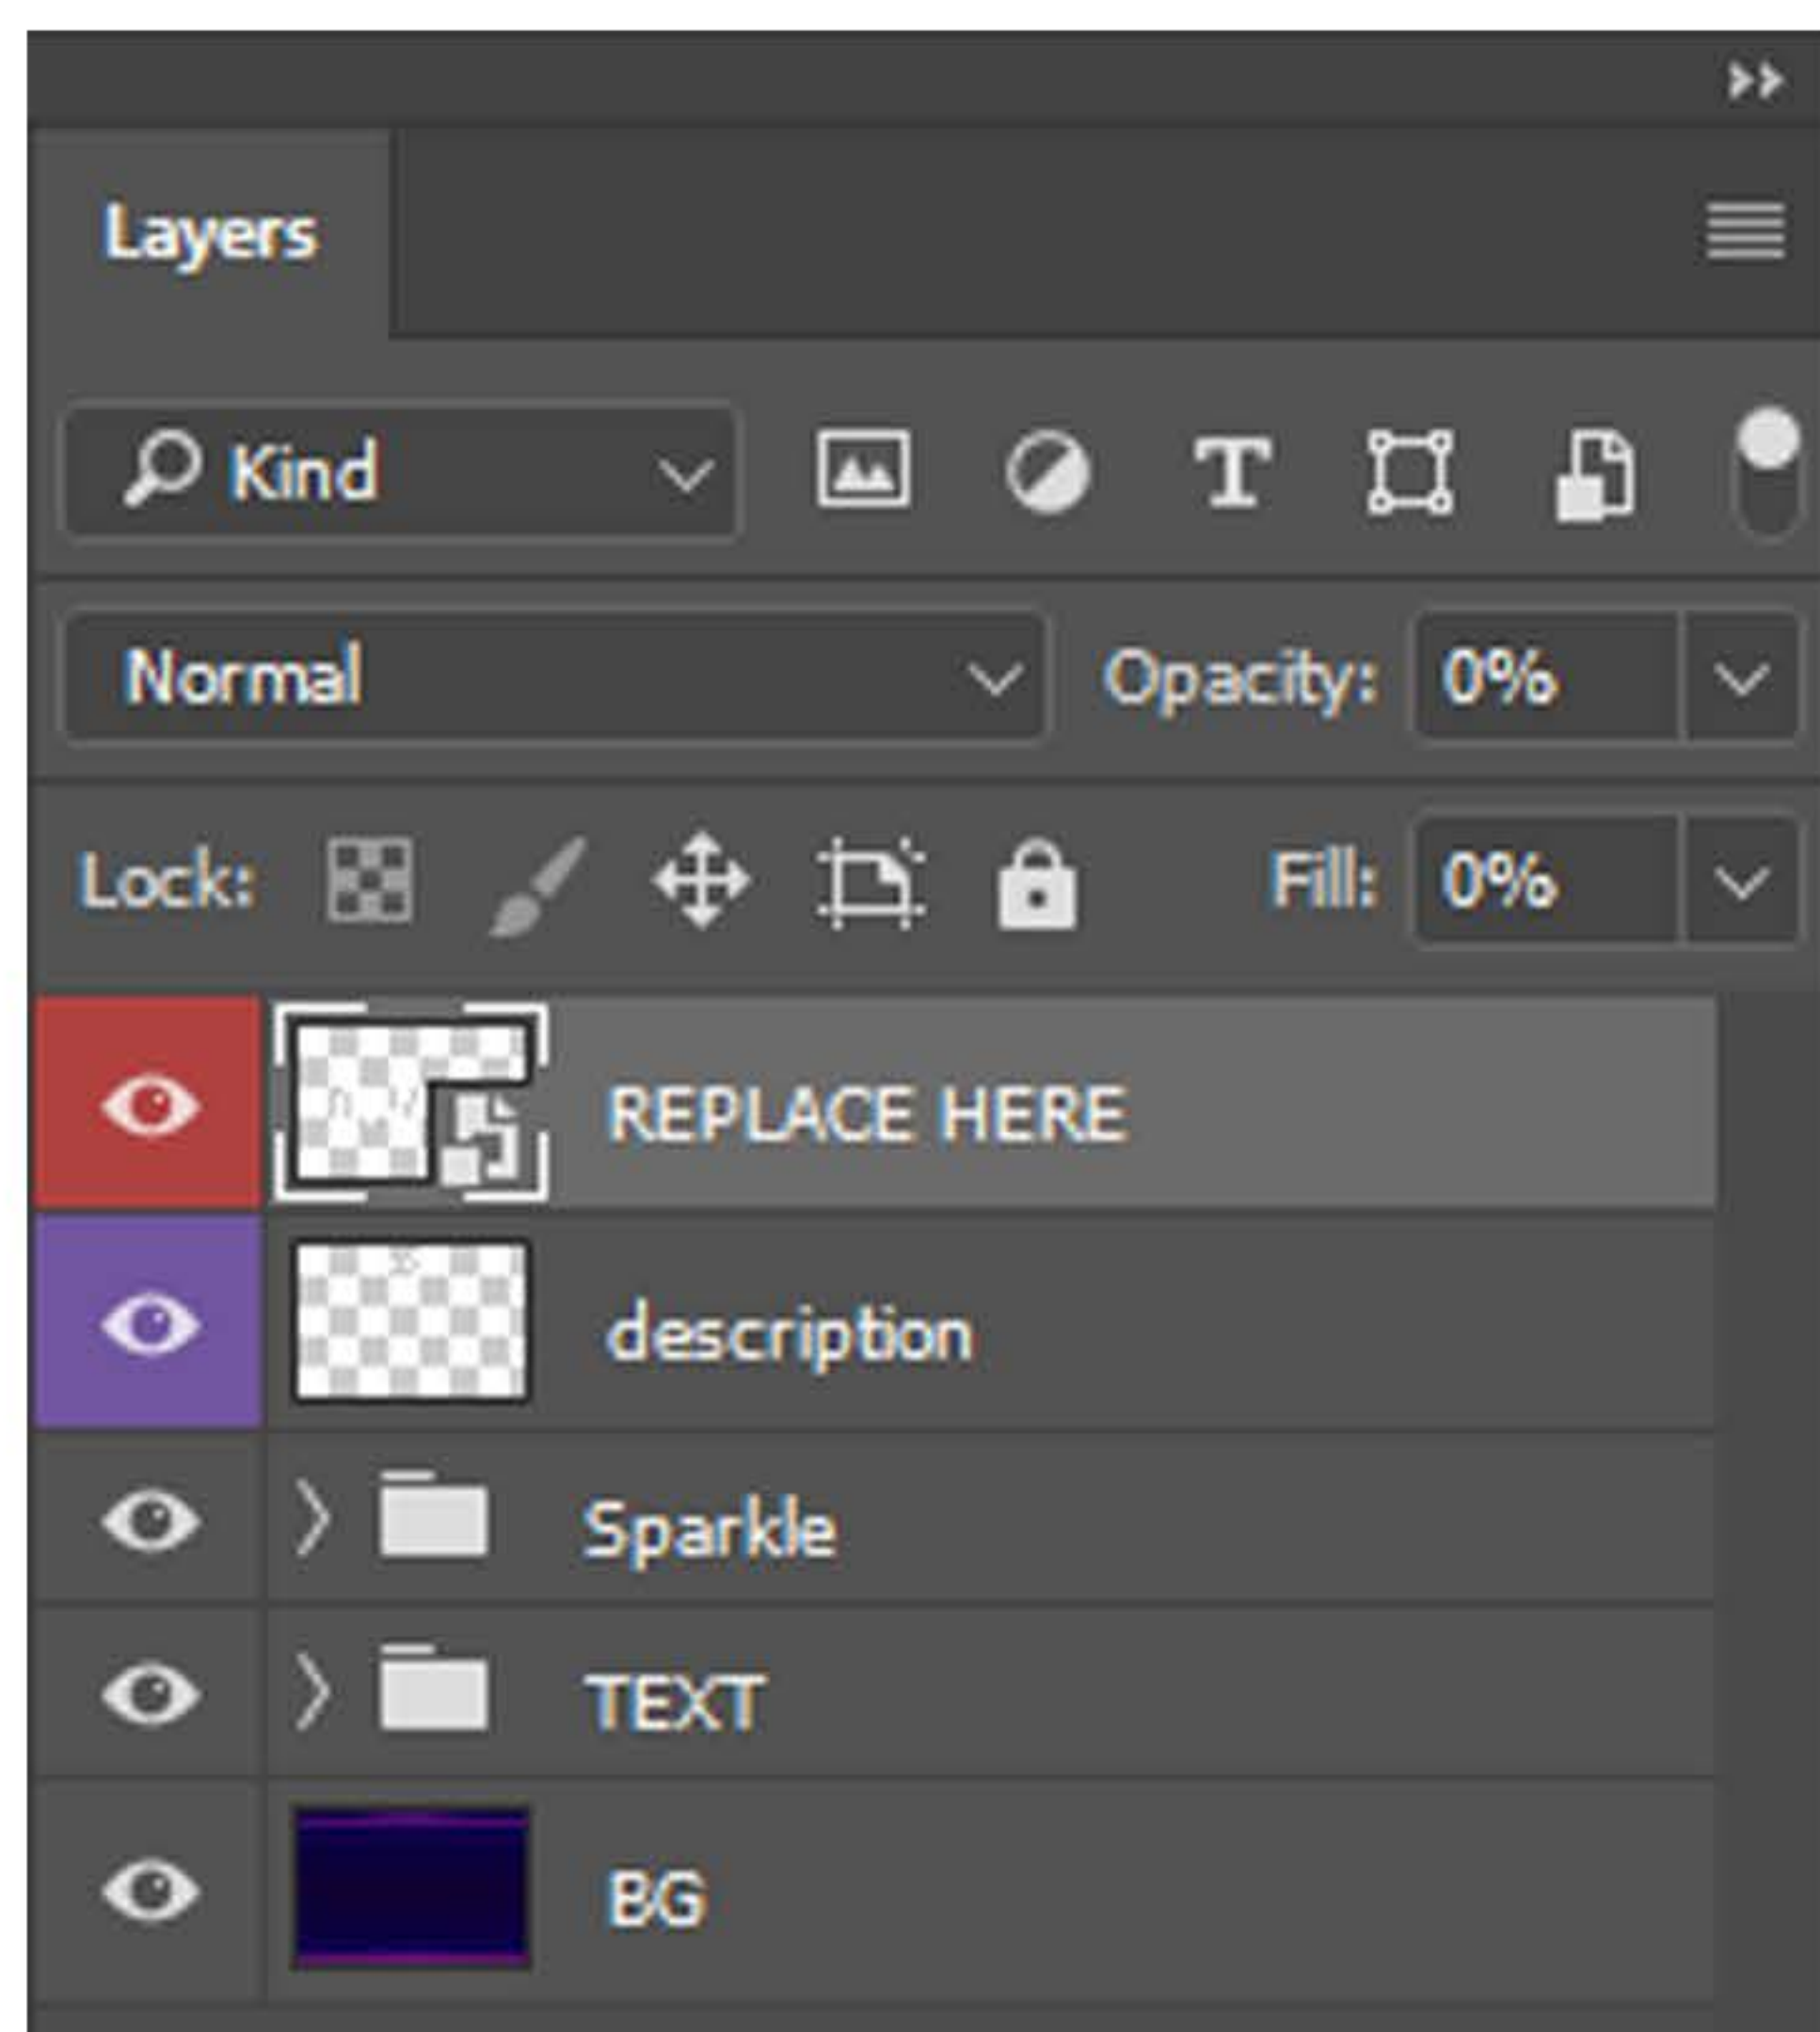 Layers
Kind
Normal Opacity: 0%
Lock: Fill: 0%
REPLACE HERE
description
Sparkle
TEXT
BG